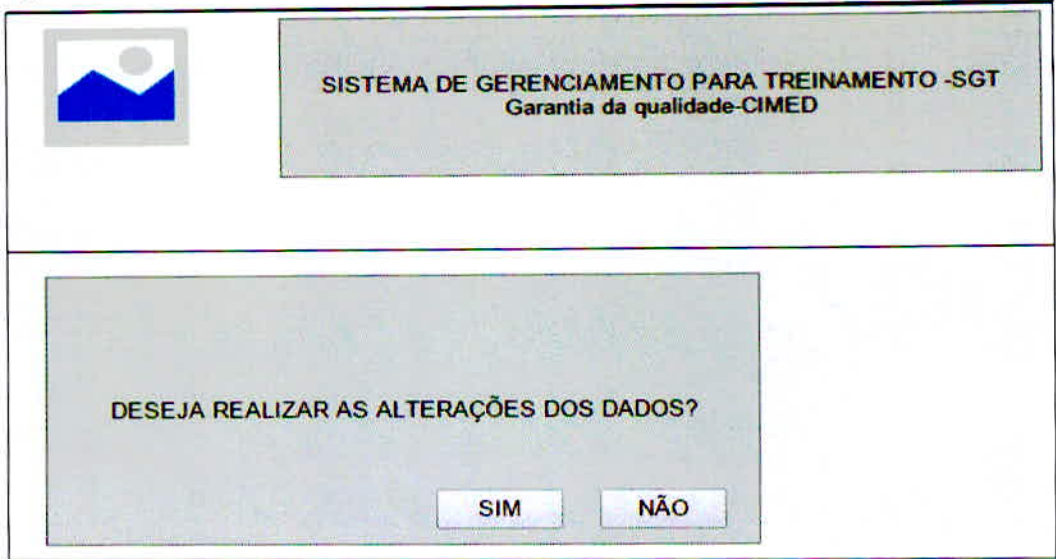 SISTEMA DE GERENCIAMENTO PARA TREINAMENTO -SGT
Garantia da qualidade-CIMED
DESEJA REALIZAR AS ALTERAÇÕES DOS DADOS?
SIM
NÃO